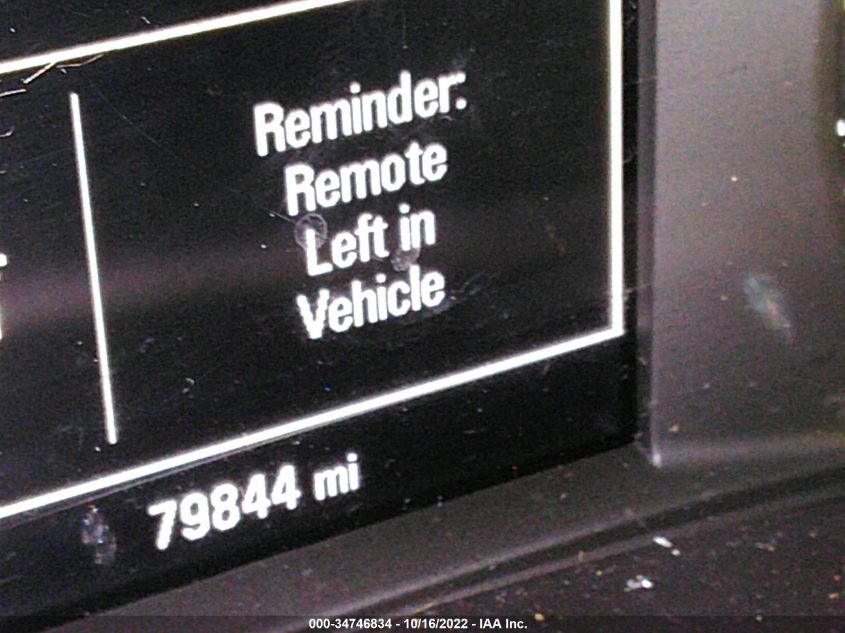 Reminder:
Remote
Left in
Vehicle
79844 mi
000-34746834 - 10/16/2022 - IAA Inc.